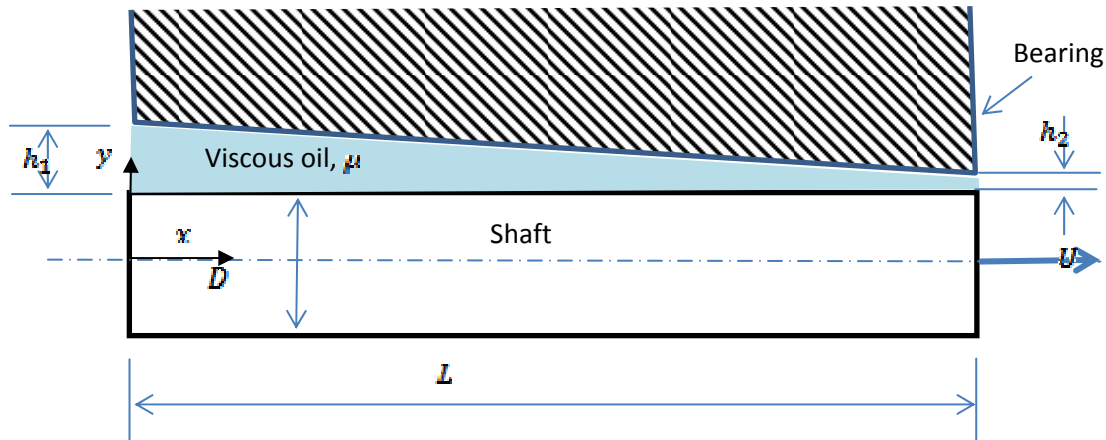 Bearing
h₁
y
Viscous oil, μ
h₂
x
Shaft
D
U
L